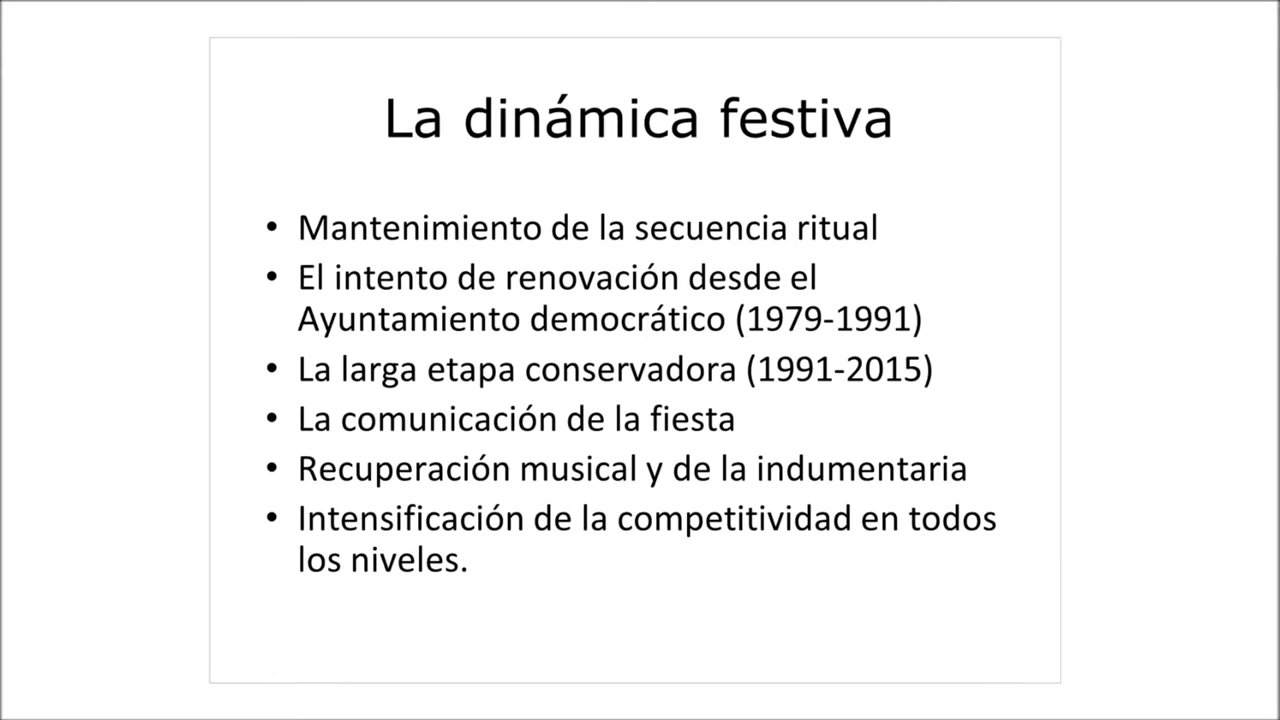 La dinámica festiva
• Mantenimiento de la secuencia ritual
• El intento de renovación desde el
Ayuntamiento democrático (1979-1991)
• La larga etapa conservadora (1991-2015)
• La comunicación de la fiesta
• Recuperación musical y de la indumentaria
• Intensificación de la competitividad en todos
los niveles.